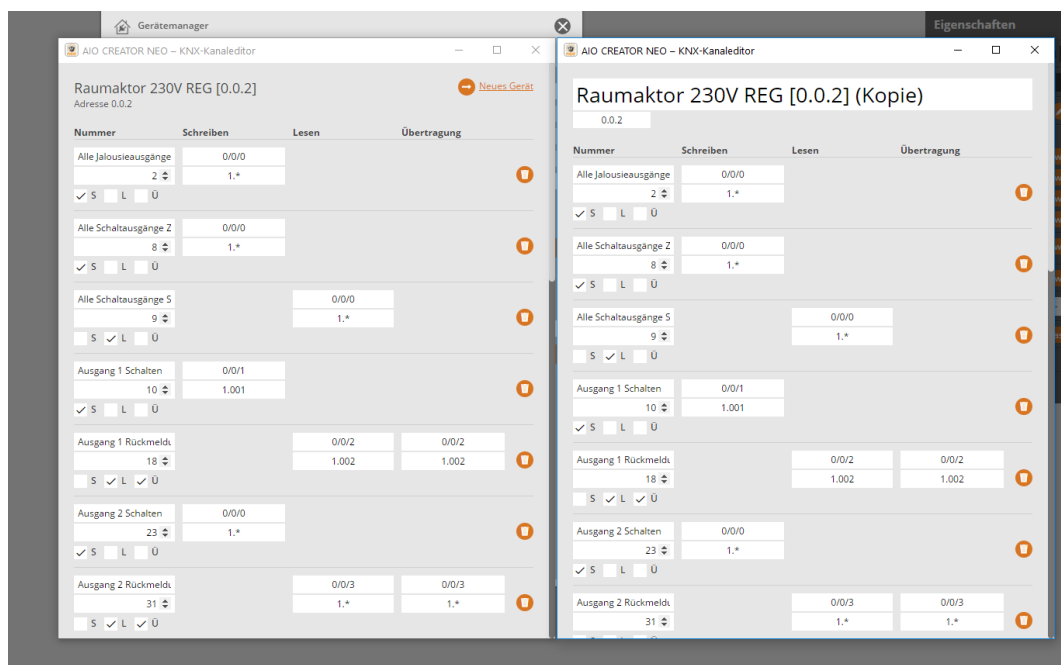 Gerätemanager
Eigenschaften
AIO CREATOR NEO – KNX-Kanaleditor
Raumaktor 230V REG [0.0.2]
Neues Gerät
Adresse 0.0.2
Nummer Schreiben Lesen Übertragung
Alle Jalousieausgänge 0/0/0
2 1.*
S L Ü
Alle Schaltausgänge Z 0/0/0
8 1.*
S L Ü
Alle Schaltausgänge S 0/0/0
9 1.*
S L Ü
Ausgang 1 Schalten 0/0/1
10 1.001
S L Ü
Ausgang 1 Rückmeldu 0/0/2 0/0/2
18 1.002 1.002
S L Ü
Ausgang 2 Schalten 0/0/0
23 1.*
S L Ü
Ausgang 2 Rückmeldu 0/0/3 0/0/3
31 1.* 1.*
S L Ü
AIO CREATOR NEO – KNX-Kanaleditor
Raumaktor 230V REG [0.0.2] (Kopie)
0.0.2
Nummer Schreiben Lesen Übertragung
Alle Jalousieausgänge 0/0/0
2 1.*
S L Ü
Alle Schaltausgänge Z 0/0/0
8 1.*
S L Ü
Alle Schaltausgänge S 0/0/0
9 1.*
S L Ü
Ausgang 1 Schalten 0/0/1
10 1.001
S L Ü
Ausgang 1 Rückmeldu 0/0/2 0/0/2
18 1.002 1.002
S L Ü
Ausgang 2 Schalten 0/0/0
23 1.*
S L Ü
Ausgang 2 Rückmeldu 0/0/3 0/0/3
31 1.* 1.*